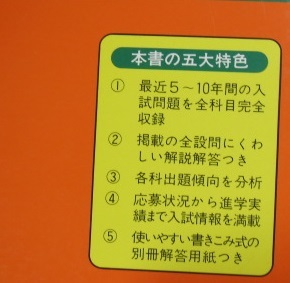 本書の五大特色
① 最近5〜10年間の入
試問題を全科目完全
収録
② 掲載の全設問にくわ
しい解説解答つき
③ 各科出題傾向を分析
④ 応募状況から進学実
績まで入試情報を満載
⑤ 使いやすい書きこみ式の
別冊解答用紙つき